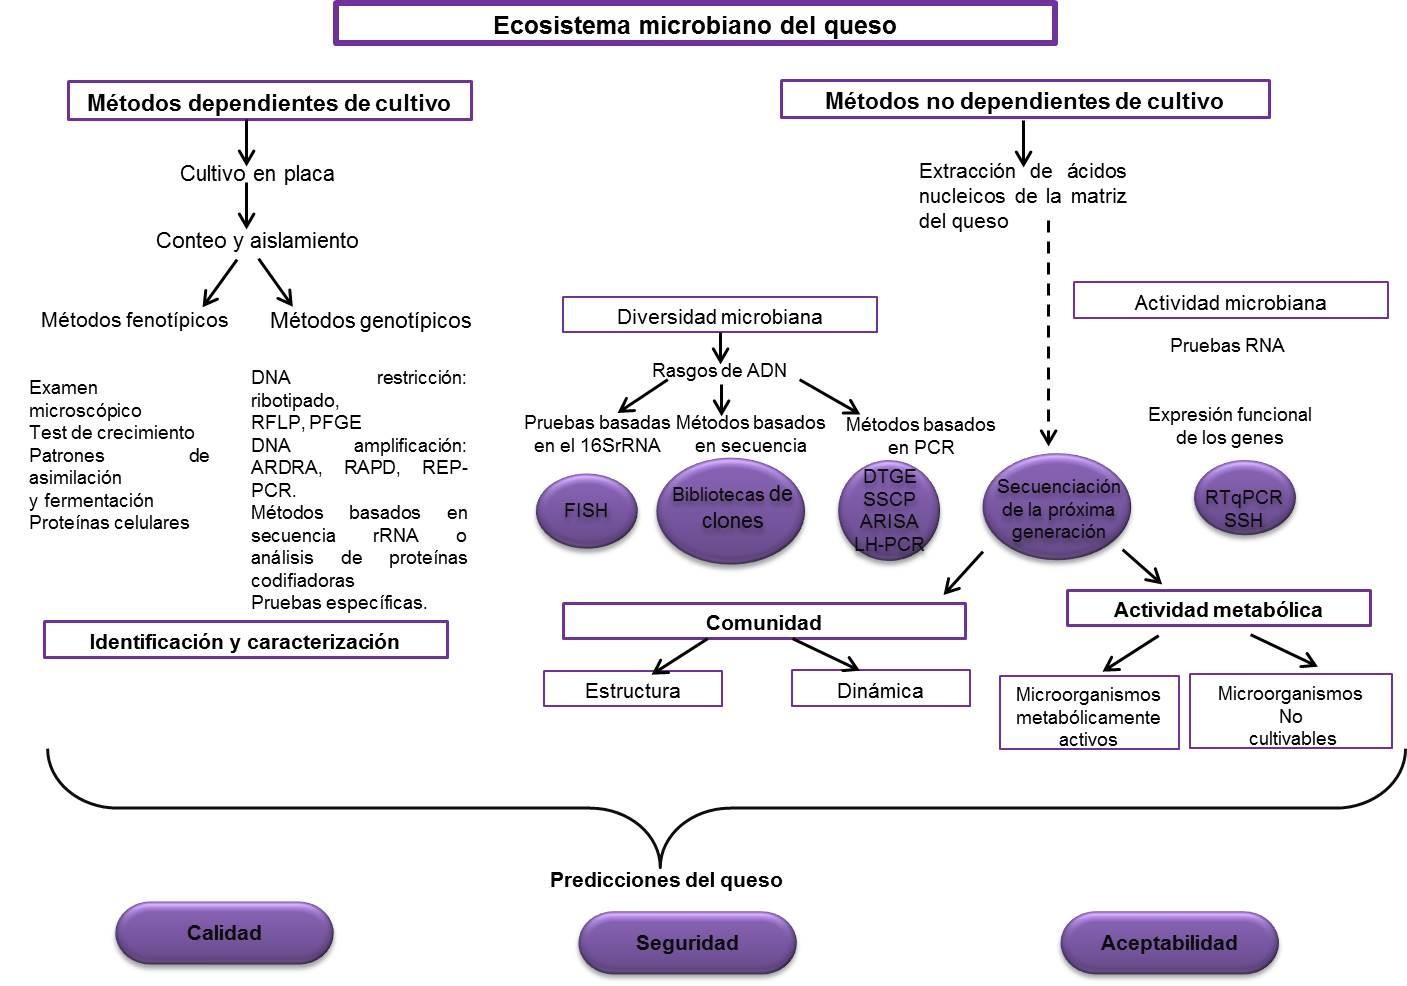 Ecosistema microbiano del queso
Métodos dependientes de cultivo
Cultivo en placa
Conteo y aislamiento
Métodos fenotípicos
Métodos genotípicos
Examen
microscópico
Test de crecimiento
Patrones de
asimilación
y fermentación
Proteínas celulares
DNA restricción:
ribotipado,
RFLP, PFGE
DNA amplificación:
ARDRA, RAPD, REP-
PCR.
Métodos basados en
secuencia rRNA o
análisis de proteínas
codifiadoras
Pruebas específicas.
Identificación y caracterización
Métodos no dependientes de cultivo
Extracción de ácidos
nucleicos de la matriz
del queso
Diversidad microbiana
Rasgos de ADN
Pruebas basadas
en el 16SrRNA
FISH
Métodos basados
en secuencia
Bibliotecas de
clones
Métodos basados
en PCR
DTGE
SSCP
ARISA
LH-PCR
Secuenciación
de la próxima
generación
Actividad microbiana
Pruebas RNA
Expresión funcional
de los genes
RTqPCR
SSH
Comunidad
Estructura
Dinámica
Actividad metabólica
Microorganismos
metabólicamente
activos
Microorganismos
No
cultivables
Predicciones del queso
Calidad
Seguridad
Aceptabilidad